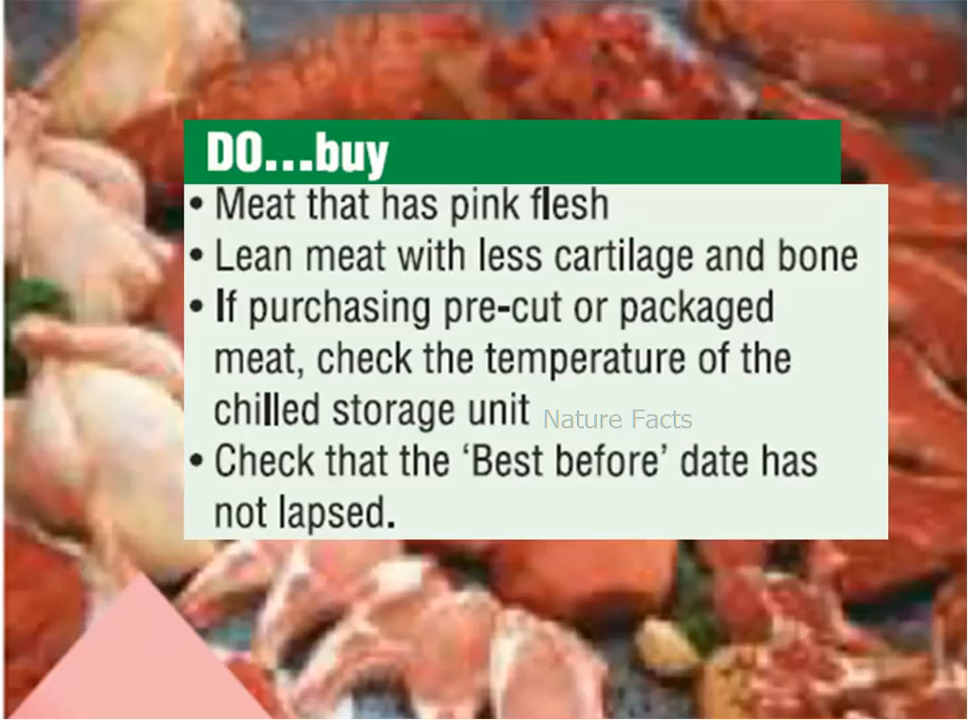 DO...buy
• Meat that has pink flesh
• Lean meat with less cartilage and bone
• If purchasing pre-cut or packaged
meat, check the temperature of the
chilled storage unit
Nature Facts
• Check that the ‘Best before’ date has
not lapsed.